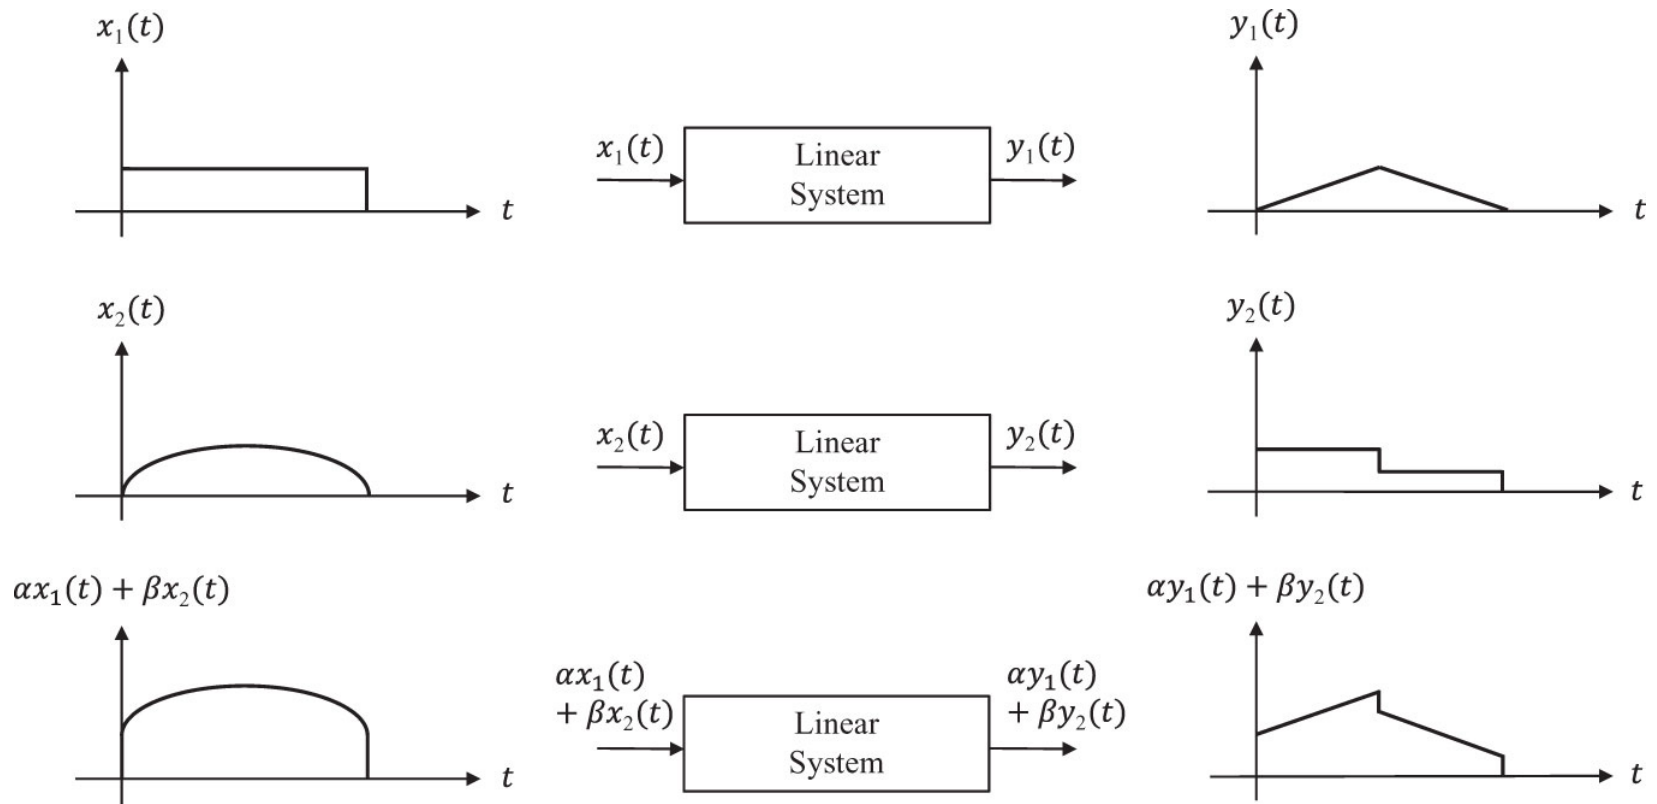 x₁(t)
y₁(t)
x₁(t)
Linear
System
y₁(t)
t
t
x₂(t)
y₂(t)
x₂(t)
Linear
System
y₂(t)
t
t
αx₁(t) + βx₂(t)
αy₁(t) + βy₂(t)
αx₁(t)
+ βx₂(t)
Linear
System
αy₁(t)
+ βy₂(t)
t
t